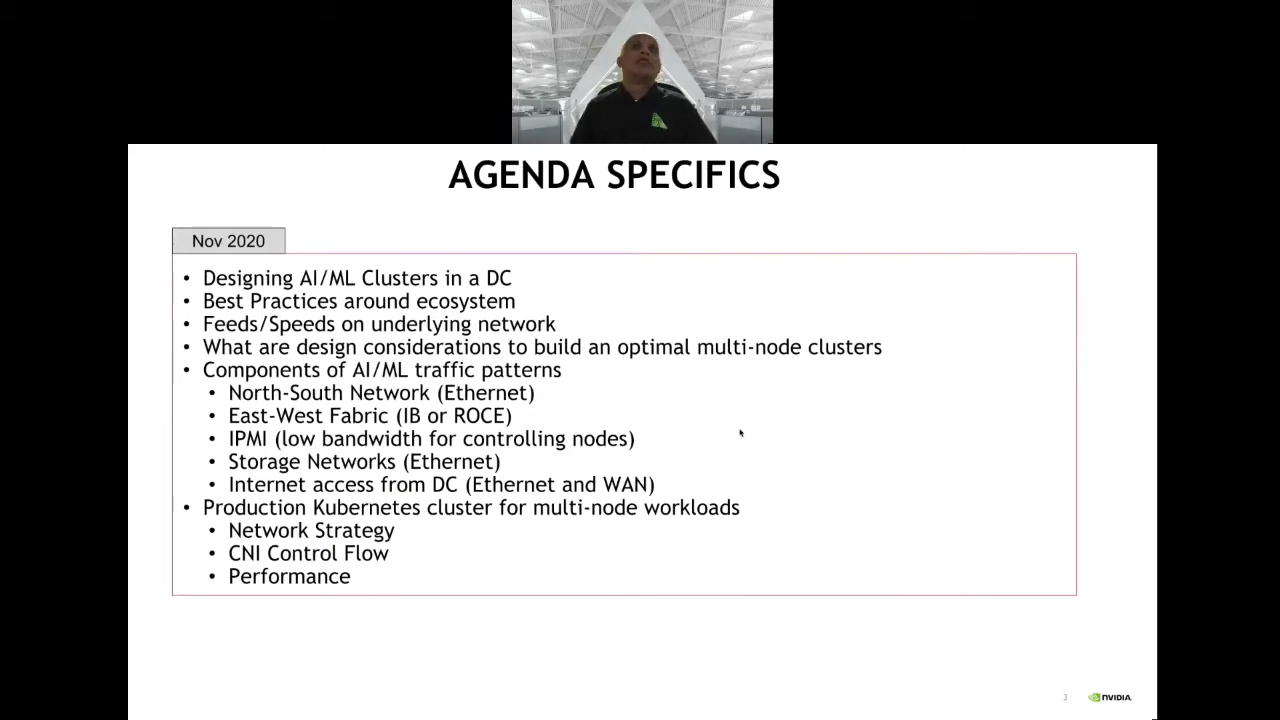 AGENDA SPECIFICS
Nov 2020
• Designing AI/ML Clusters in a DC
• Best Practices around ecosystem
• Feeds/Speeds on underlying network
• What are design considerations to build an optimal multi-node clusters
• Components of AI/ML traffic patterns
• North-South Network (Ethernet)
• East-West Fabric (IB or ROCE)
• IPMI (low bandwidth for controlling nodes)
• Storage Networks (Ethernet)
• Internet access from DC (Ethernet and WAN)
• Production Kubernetes cluster for multi-node workloads
• Network Strategy
• CNI Control Flow
• Performance
3 NVIDIA